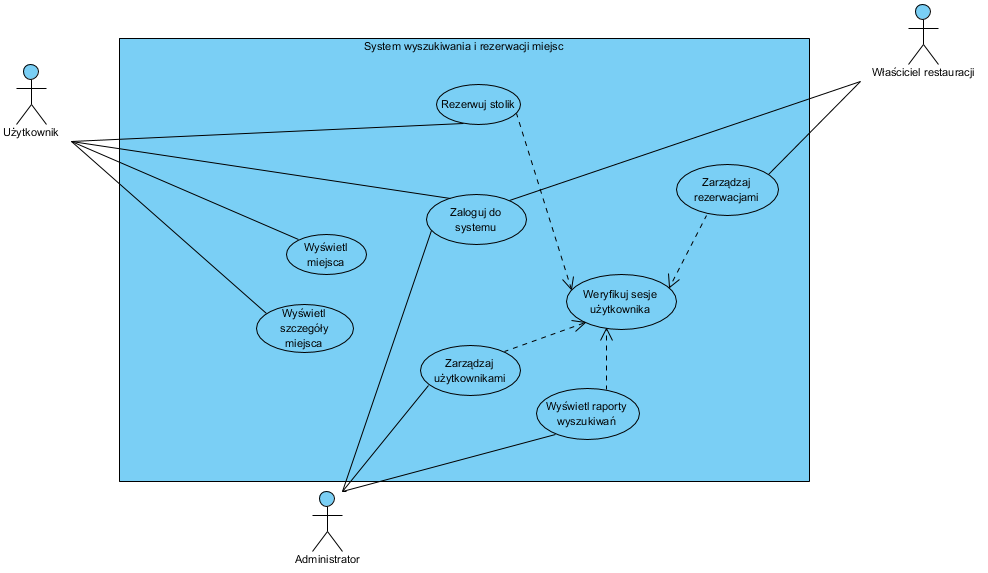 System wyszukiwania i rezerwacji miejsc
Właściciel restauracji
Użytkownik
Rezerwuj stolik
Zarządzaj
rezerwacjami
Zaloguj do
systemu
Wyświetl
miejsca
Weryfikuj sesje
użytkownika
Wyświetl
szczegóły
miejsca
Zarządzaj
użytkownikami
Wyświetl raporty
wyszukiwań
Administrator